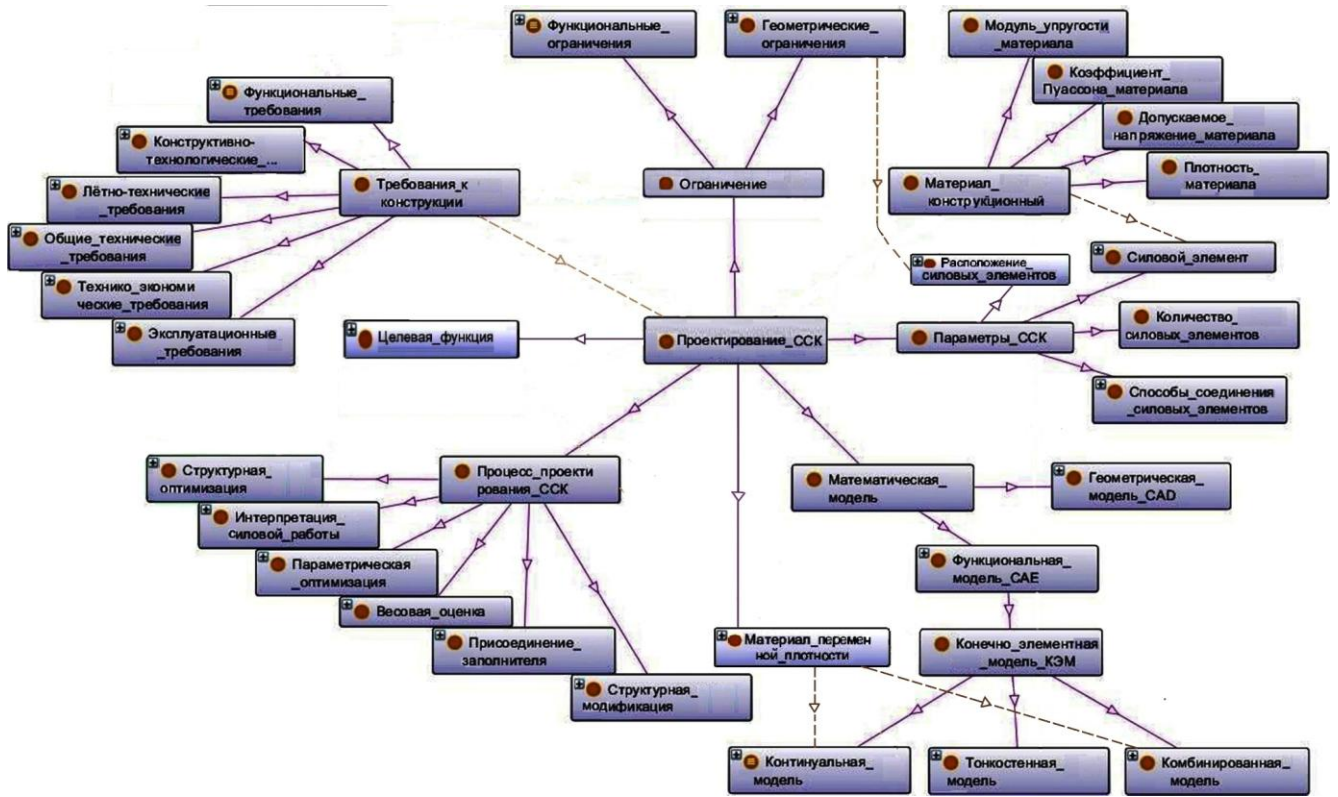 Функциональные_
ограничения
Геометрические_
ограничения
Модуль_упругости
_материала
Коэффициент_
Пуассона_материала
Допускаемое_
напряжение_материала
Плотность_
материала
Функциональные_
требования
Конструктивно-
технологические_...
Лётно-технические
_требования
Общие_технические
_требования
Технико_экономи
ческие_требования
Эксплуатационные
_требования
Требования_к
конструкции
Ограничение
Материал_
конструкционный
Расположение_
силовых_элементов
Силовой_элемент
Количество_
силовых_элементов
Способы_соединения
_силовых_элементов
Целевая_функция
Проектирование_ССК
Параметры_ССК
Структурная_
оптимизация
Интерпретация_
силовой_работы
Параметрическая
_оптимизация
Весовая_оценка
Присоединение_
заполнителя
Структурная_
модификация
Процесс_проекти
рования_ССК
Математическая_
модель
Геометрическая_
модель_CAD
Функциональная_
модель_CAE
Материал_перемен
ной_плотности
Конечно_элементная
_модель_КЭМ
Континуальная_
модель
Тонкостенная_
модель
Комбинированная_
модель